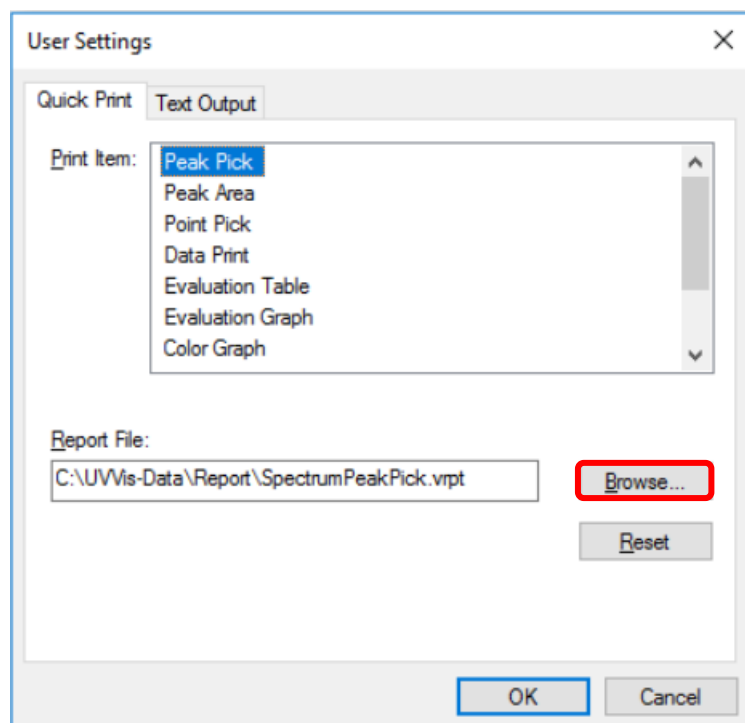 User Settings
Quick Print
Text Output
Print Item:
Peak Pick
Peak Area
Point Pick
Data Print
Evaluation Table
Evaluation Graph
Color Graph
Report File:
C:\UVVis-Data\Report\SpectrumPeakPick.vrpt
Browse...
Reset
OK
Cancel